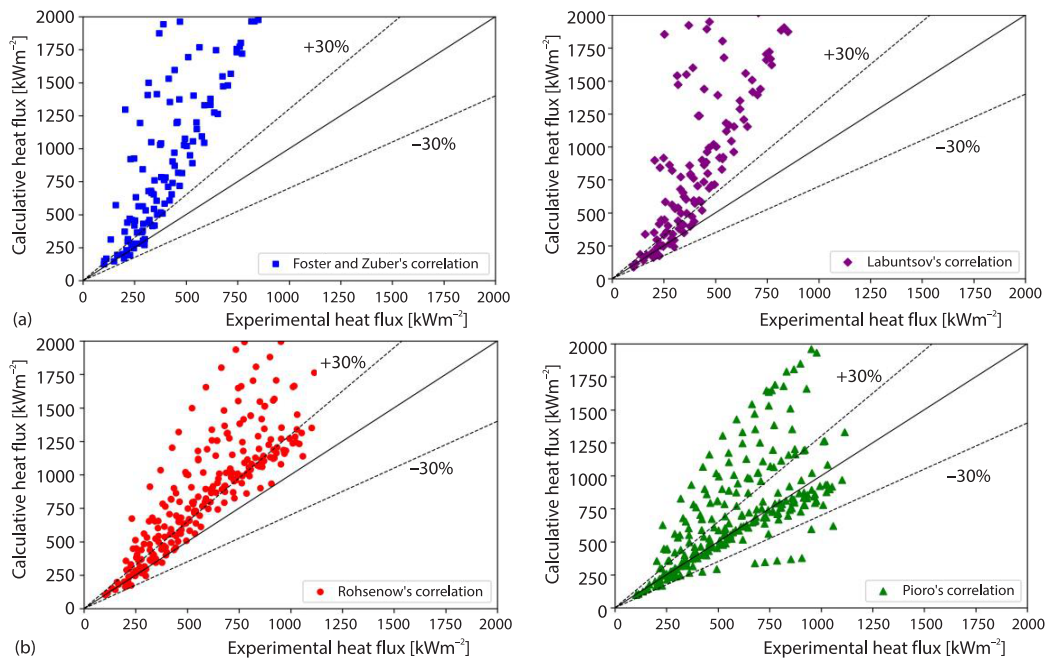 Calculative heat flux [kWm⁻²]
2000
1750
1500
1250
1000
750
500
250
0
+30%
−30%
Foster and Zuber's correlation
0 250 500 750 1000 1250 1500 1750 2000
(a)
Experimental heat flux [kWm⁻²]
Calculative heat flux [kWm⁻²]
2000
1750
1500
1250
1000
750
500
250
0
+30%
−30%
Labuntsov's correlation
0 250 500 750 1000 1250 1500 1750 2000
Experimental heat flux [kWm⁻²]
Calculative heat flux [kWm⁻²]
2000
1750
1500
1250
1000
750
500
250
0
+30%
−30%
Rohsenow's correlation
0 250 500 750 1000 1250 1500 1750 2000
(b)
Experimental heat flux [kWm⁻²]
Calculative heat flux [kWm⁻²]
2000
1750
1500
1250
1000
750
500
250
0
+30%
−30%
Pioro's correlation
0 250 500 750 1000 1250 1500 1750 2000
Experimental heat flux [kWm⁻²]